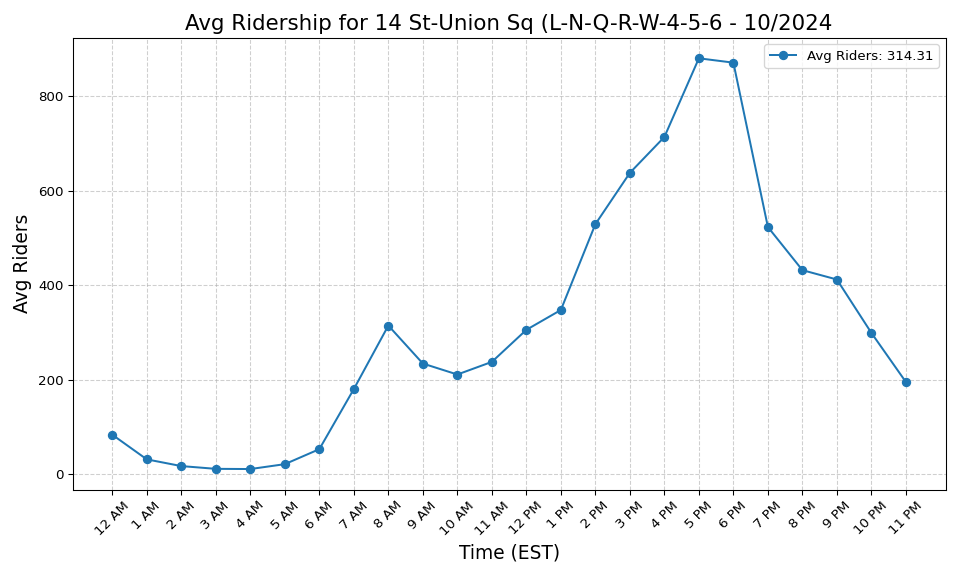 Avg Ridership for 14 St-Union Sq (L-N-Q-R-W-4-5-6 - 10/2024
Avg Riders: 314.31
Avg Riders
800
600
400
200
0
12 AM 1 AM 2 AM 3 AM 4 AM 5 AM 6 AM 7 AM 8 AM 9 AM 10 AM 11 AM 12 PM 1 PM 2 PM 3 PM 4 PM 5 PM 6 PM 7 PM 8 PM 9 PM 10 PM 11 PM
Time (EST)